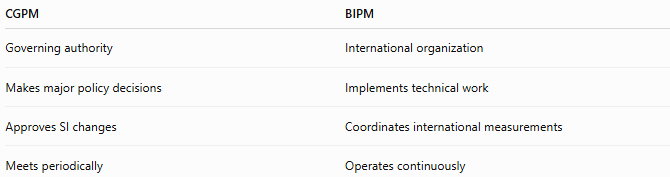 CGPM BIPM
Governing authority International organization
Makes major policy decisions Implements technical work
Approves SI changes Coordinates international measurements
Meets periodically Operates continuously